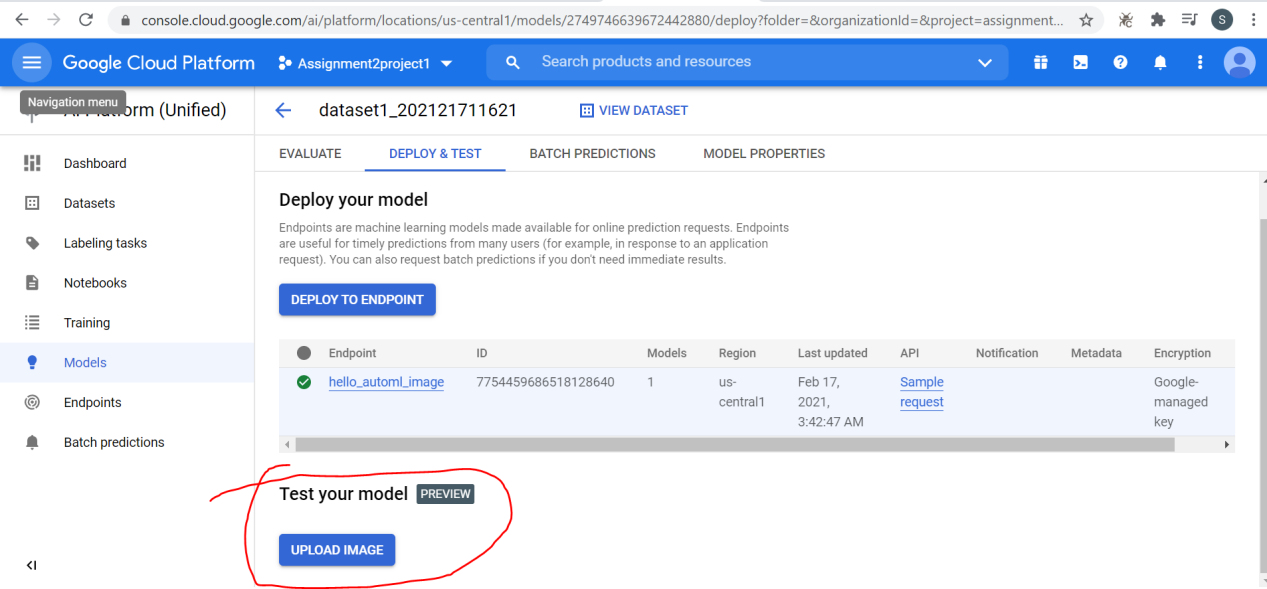 console.cloud.google.com/ai/platform/locations/us-central1/models/2749746639672442880/deploy?folder=&organizationId=&project=assignment...
S
Google Cloud Platform
Assignment2project1
Search products and resources
Navigation menu
(Unified)
dataset1_202121711621
VIEW DATASET
EVALUATE
DEPLOY & TEST
BATCH PREDICTIONS
MODEL PROPERTIES
Dashboard
Datasets
Labeling tasks
Notebooks
Training
Models
Endpoints
Batch predictions
Deploy your model
Endpoints are machine learning models made available for online prediction requests. Endpoints
are useful for timely predictions from many users (for example, in response to an application
request). You can also request batch predictions if you don't need immediate results.
DEPLOY TO ENDPOINT
Endpoint ID Models Region Last updated API Notification Metadata Encryption
hello_automl_image 7754459686518128640 1 us- Feb 17, Sample Google-
central1 2021, request managed
3:42:47 AM key
Test your model PREVIEW
UPLOAD IMAGE